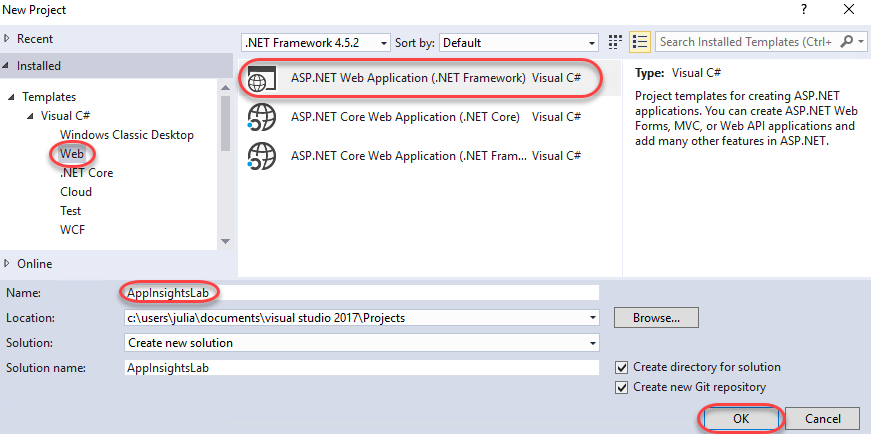 New Project
?
Recent
.NET Framework 4.5.2
Sort by:
Default
Search Installed Templates (Ctrl+
Installed
Templates
Visual C#
Windows Classic Desktop
Web
.NET Core
Cloud
Test
WCF
Online
ASP.NET Web Application (.NET Framework) Visual C#
ASP.NET Core Web Application (.NET Core) Visual C#
ASP.NET Core Web Application (.NET Fram... Visual C#
Type: Visual C#
Project templates for creating ASP.NET
applications. You can create ASP.NET Web
Forms, MVC, or Web API applications and
add many other features in ASP.NET.
Name: AppInsightsLab
Location: c:\users\julia\documents\visual studio 2017\Projects
Browse...
Solution: Create new solution
Solution name: AppInsightsLab
Create directory for solution
Create new Git repository
OK
Cancel